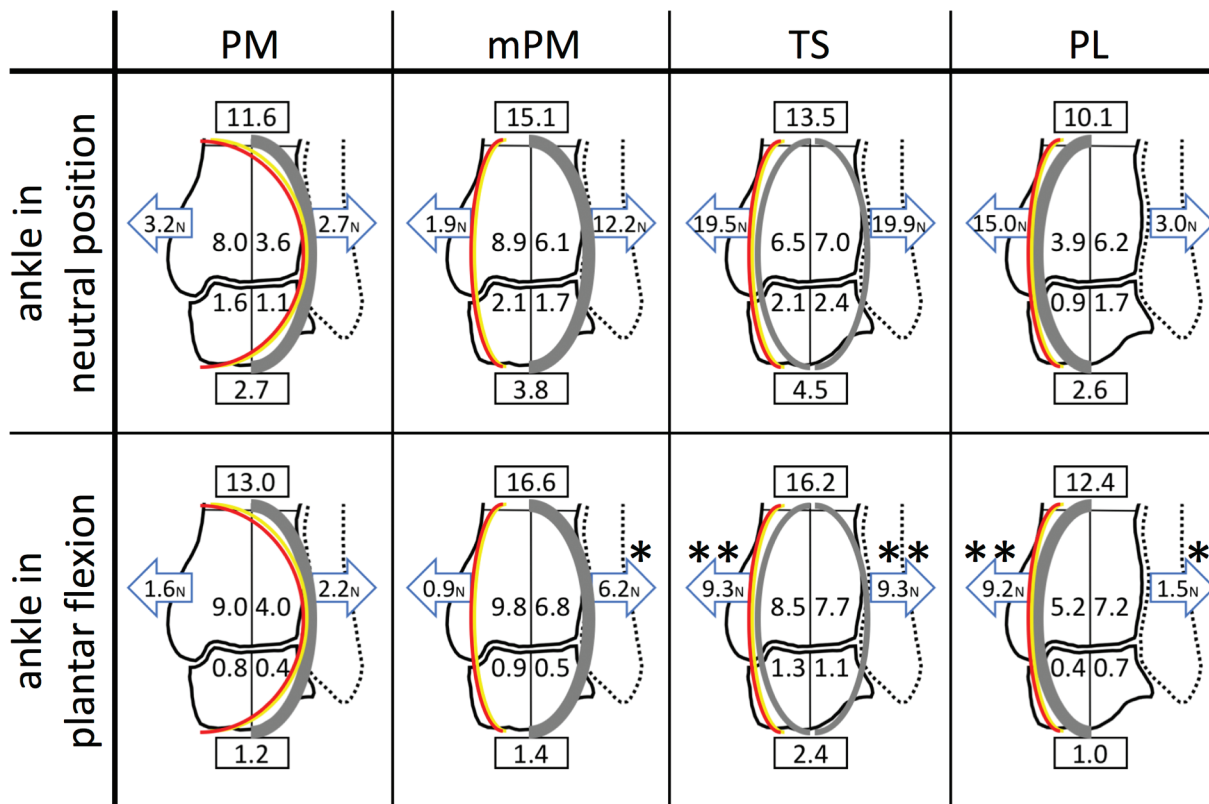 PM mPM TS PL
ankle in
neutral position
11.6 15.1 13.5 10.1
3.2N 2.7N 1.9N 12.2N 19.5N 19.9N 15.0N 3.0N
8.0 3.6 8.9 6.1 6.5 7.0 3.9 6.2
1.6 1.1 2.1 1.7 2.1 2.4 0.9 1.7
2.7 3.8 4.5 2.6
ankle in
plantar flexion
13.0 16.6 16.2 12.4
* ** ** ** *
1.6N 2.2N 0.9N 6.2N 9.3N 9.3N 9.2N 1.5N
9.0 4.0 9.8 6.8 8.5 7.7 5.2 7.2
0.8 0.4 0.9 0.5 1.3 1.1 0.4 0.7
1.2 1.4 2.4 1.0